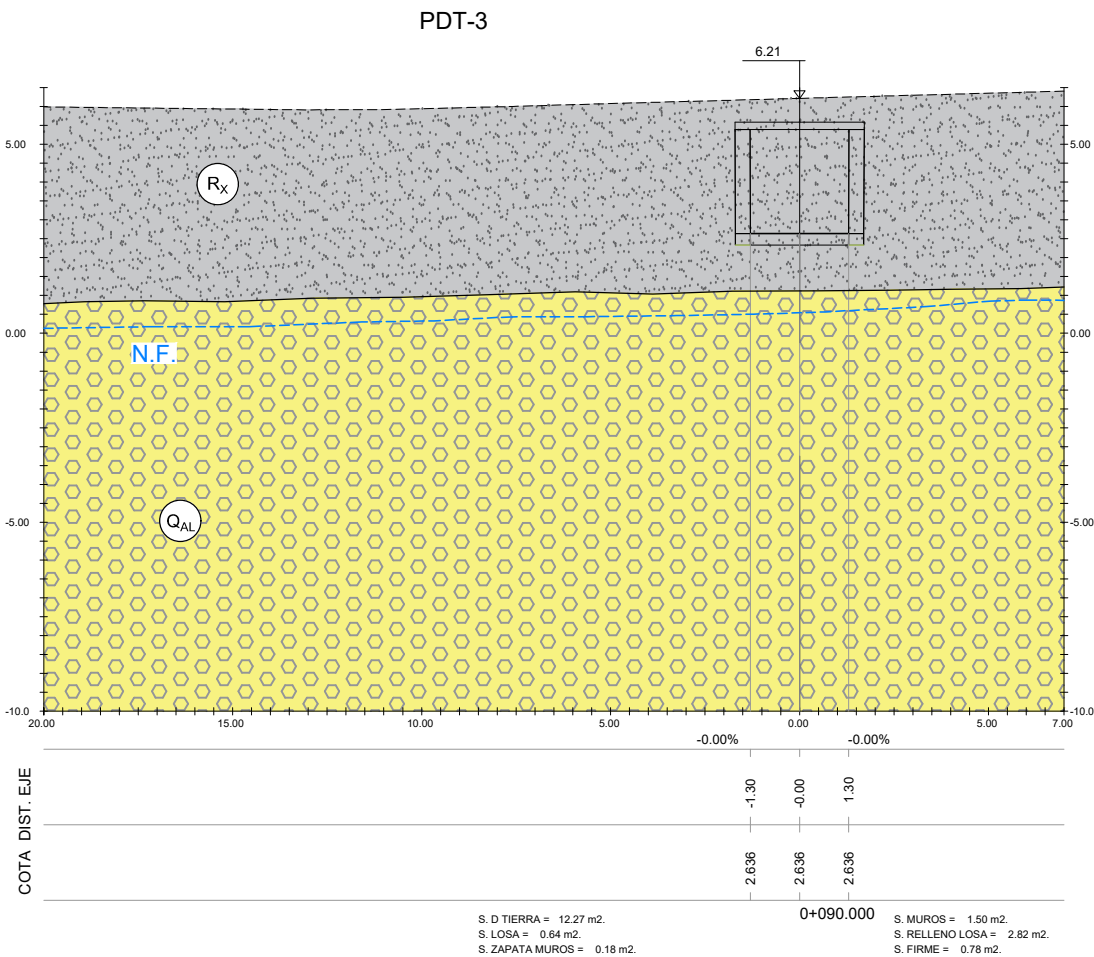 PDT-3
6.21
5.00
5.00
RX
0.00
0.00
N.F.
-5.00
-5.00
QAL
-10.0
-10.0
20.00
15.00
10.00
5.00
0.00
5.00
7.00
-0.00%
-0.00%
DIST. EJE
-1.30
-0.00
1.30
COTA
2.636
2.636
2.636
0+090.000
S. D TIERRA = 12.27 m2.
S. LOSA = 0.64 m2.
S. ZAPATA MUROS = 0.18 m2.
S. MUROS = 1.50 m2.
S. RELLENO LOSA = 2.82 m2.
S. FIRME = 0.78 m2.